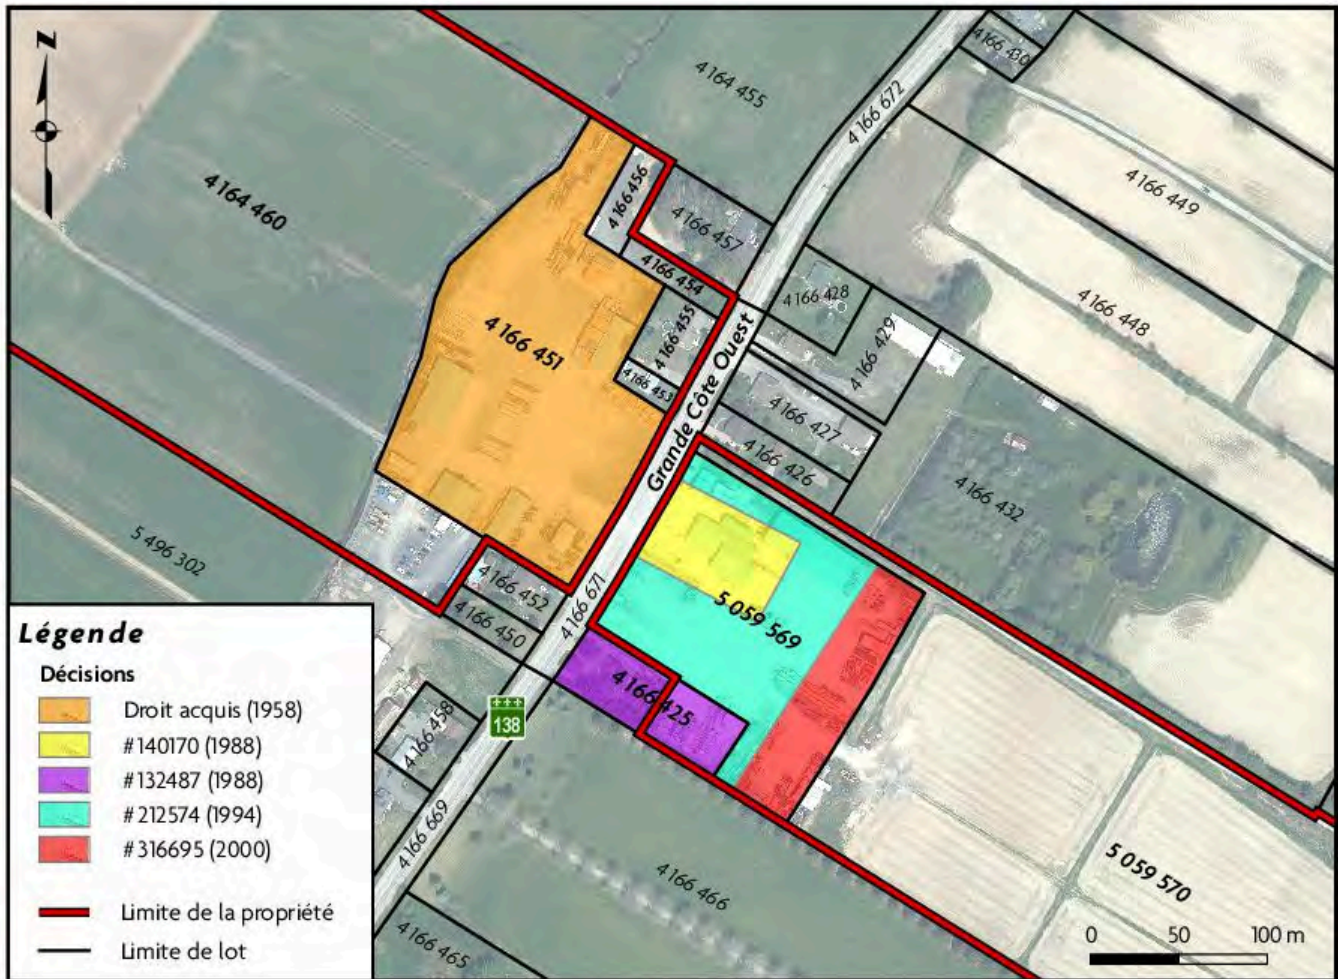 N
4 164 455
4 166 672
4 166 430
4 164 460
4 166 456
4 166 457
4 166 449
4 166 454
4 166 428
4 166 448
4 166 451
4 166 455
Grande Côte Ouest
4 166 429
4 166 453
4 166 427
4 166 426
4 166 432
5 496 302
4 166 452
4 166 671
5 059 569
4 166 450
4 166 425
138
4 166 458
4 166 669
4 166 466
5 059 570
4 166 465
Légende
Décisions
Droit acquis (1958)
#140170 (1988)
#132487 (1988)
#212574 (1994)
#316695 (2000)
Limite de la propriété
Limite de lot
0 50 100 m